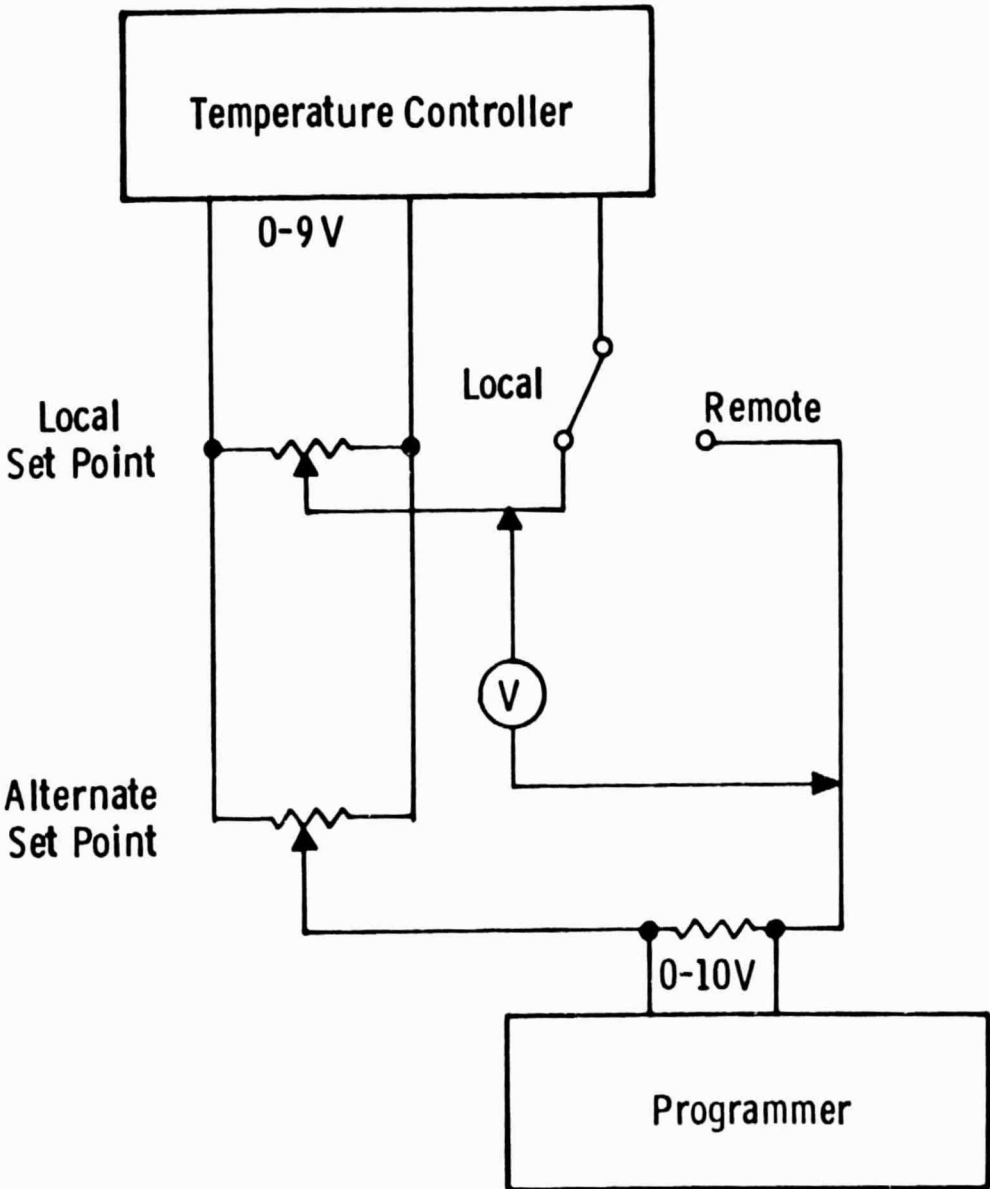 Temperature Controller
0-9 V
Local
Remote
Local
Set Point
V
Alternate
Set Point
0-10V
Programmer